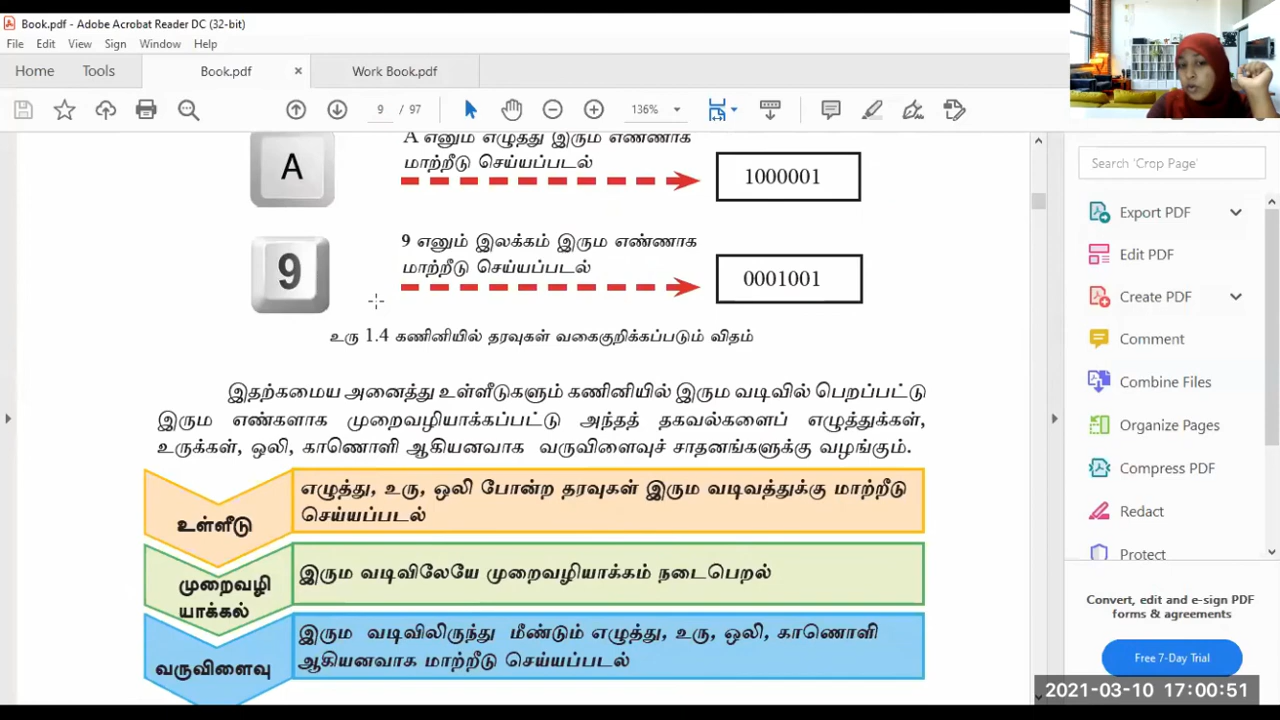 Book.pdf - Adobe Acrobat Reader DC (32-bit)
File Edit View Sign Window Help
Home Tools Book.pdf × Work Book.pdf
9 / 97 136%
A எனும் எழுத்து இரும எண்ணாக
மாற்றீடு செய்யப்படல்
A
1000001
9 எனும் இலக்கம் இரும எண்ணாக
மாற்றீடு செய்யப்படல்
9
0001001
உரு 1.4 கணினியில் தரவுகள் வகைகுறிக்கப்படும் விதம்
இதற்கமைய அனைத்து உள்ளீடுகளும் கணினியில் இரும வடிவில் பெறப்பட்டு
இரும எண்களாக முறைவழியாக்கப்பட்டு அந்தத் தகவல்களைப் எழுத்துக்கள்,
உருக்கள், ஒலி, காணொளி ஆகியனவாக வருவிளைவுச் சாதனங்களுக்கு வழங்கும்.
உள்ளீடு
எழுத்து, உரு, ஒலி போன்ற தரவுகள் இரும வடிவத்துக்கு மாற்றீடு
செய்யப்படல்
முறைவழி
யாக்கல்
இரும வடிவிலேயே முறைவழியாக்கம் நடைபெறல்
வருவிளைவு
இரும வடிவிலிருந்து மீண்டும் எழுத்து, உரு, ஒலி, காணொளி
ஆகியனவாக மாற்றீடு செய்யப்படல்
Search 'Crop Page'
Export PDF
Edit PDF
Create PDF
Comment
Combine Files
Organize Pages
Compress PDF
Redact
Protect
Convert, edit and e-sign PDF
forms & agreements
Free 7-Day Trial
2021-03-10 17:00:51